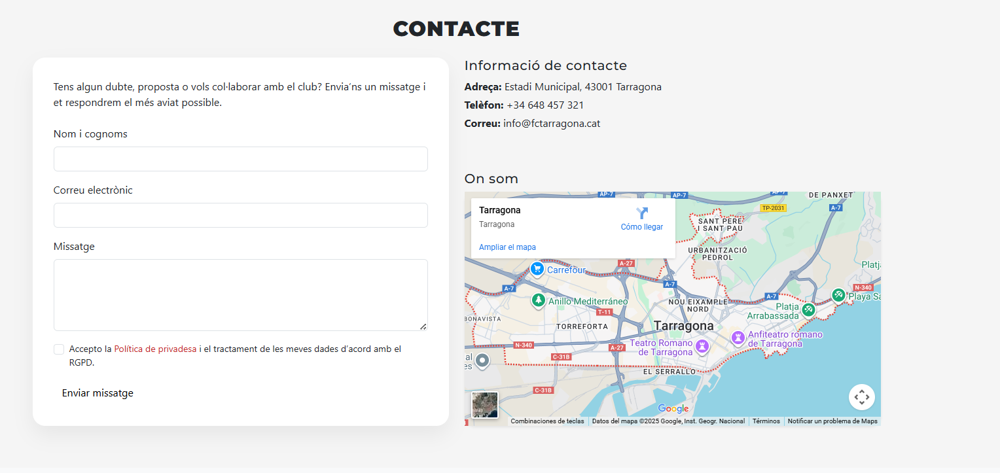 CONTACTE
Tens algun dubte, proposta o vols col·laborar amb el club? Envia'ns un missatge i
et respondrem el més aviat possible.
Nom i cognoms
Correu electrònic
Missatge
Accepto la Política de privadesa i el tractament de les meves dades d'acord amb el
RGPD.
Enviar missatge
Informació de contacte
Adreça: Estadi Municipal, 43001 Tarragona
Telèfon: +34 648 457 321
Correu: info@fctarragona.cat
On som
Tarragona
Tarragona
Cómo llegar
Ampliar el mapa
AP-7
AP-7
AP-7
DE PANXET
TP-2031
A-7
SANT PERE
I SANT PAU
URBANITZACIÓ
PEDROL
A-27
Carrefour
A-7
A-7
N-340
A-7
Anillo Mediterráneo
NOU EIXAMPLE
NORD
Platja
Arrabassada
T-11
BONAVISTA
TORREFORTA
Tarragona
Anfiteatro romano
de Tarragona
Teatro Romano
de Tarragona
N-340
A-27
C-31B
EL SERRALLO
C-31B
Google
Combinaciones de teclas
Datos del mapa ©2025 Google, Inst. Geogr. Nacional
Términos
Notificar un problema de Maps